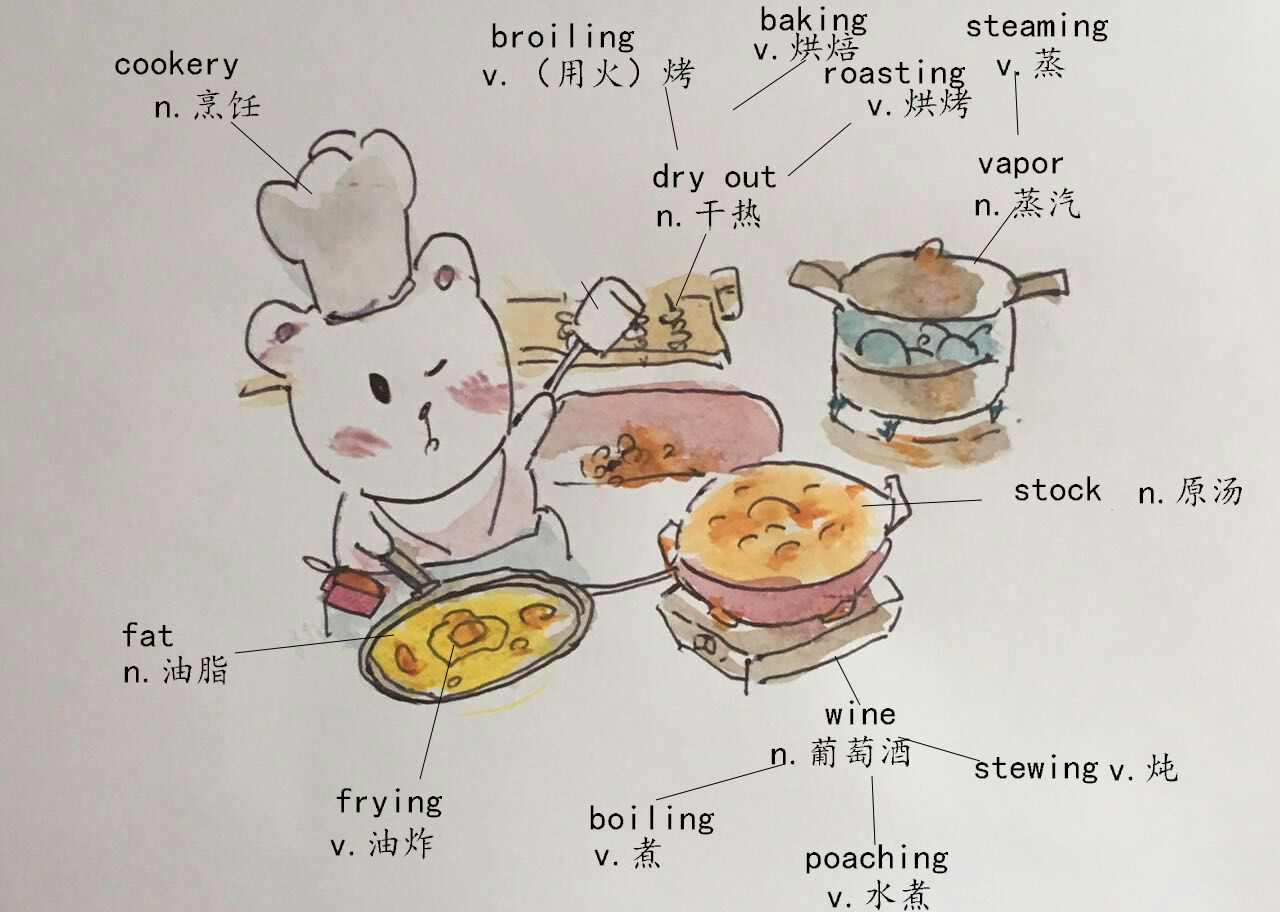 cookery
n. 烹饪
broiling
v. （用火）烤
baking
v. 烘焙
roasting
v. 烘烤
steaming
v. 蒸
dry out
n. 干热
vapor
n. 蒸汽
stock n. 原汤
fat
n. 油脂
wine
n. 葡萄酒
stewing v. 炖
frying
v. 油炸
boiling
v. 煮
poaching
v. 水煮